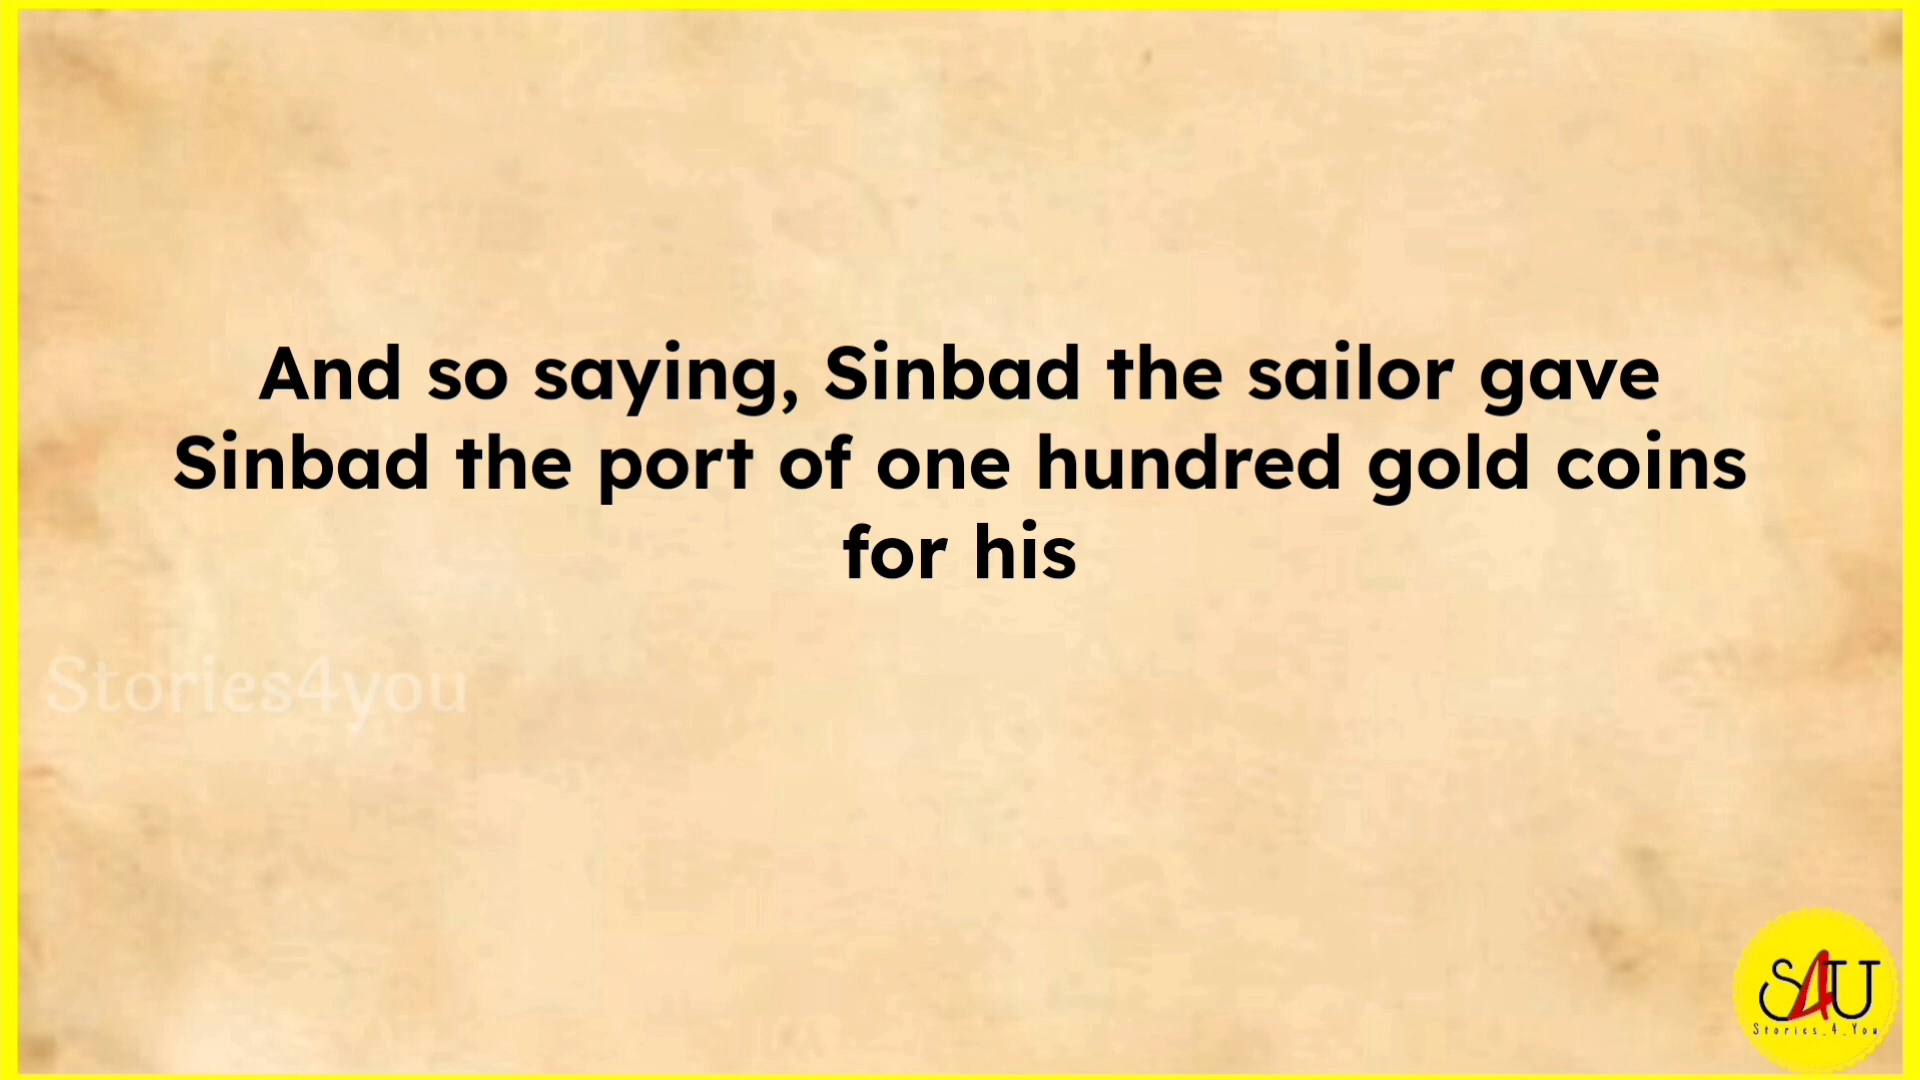 And so saying, Sinbad the sailor gave
Sinbad the port of one hundred gold coins
for his
Stories4you
S4U
Stories_4_You